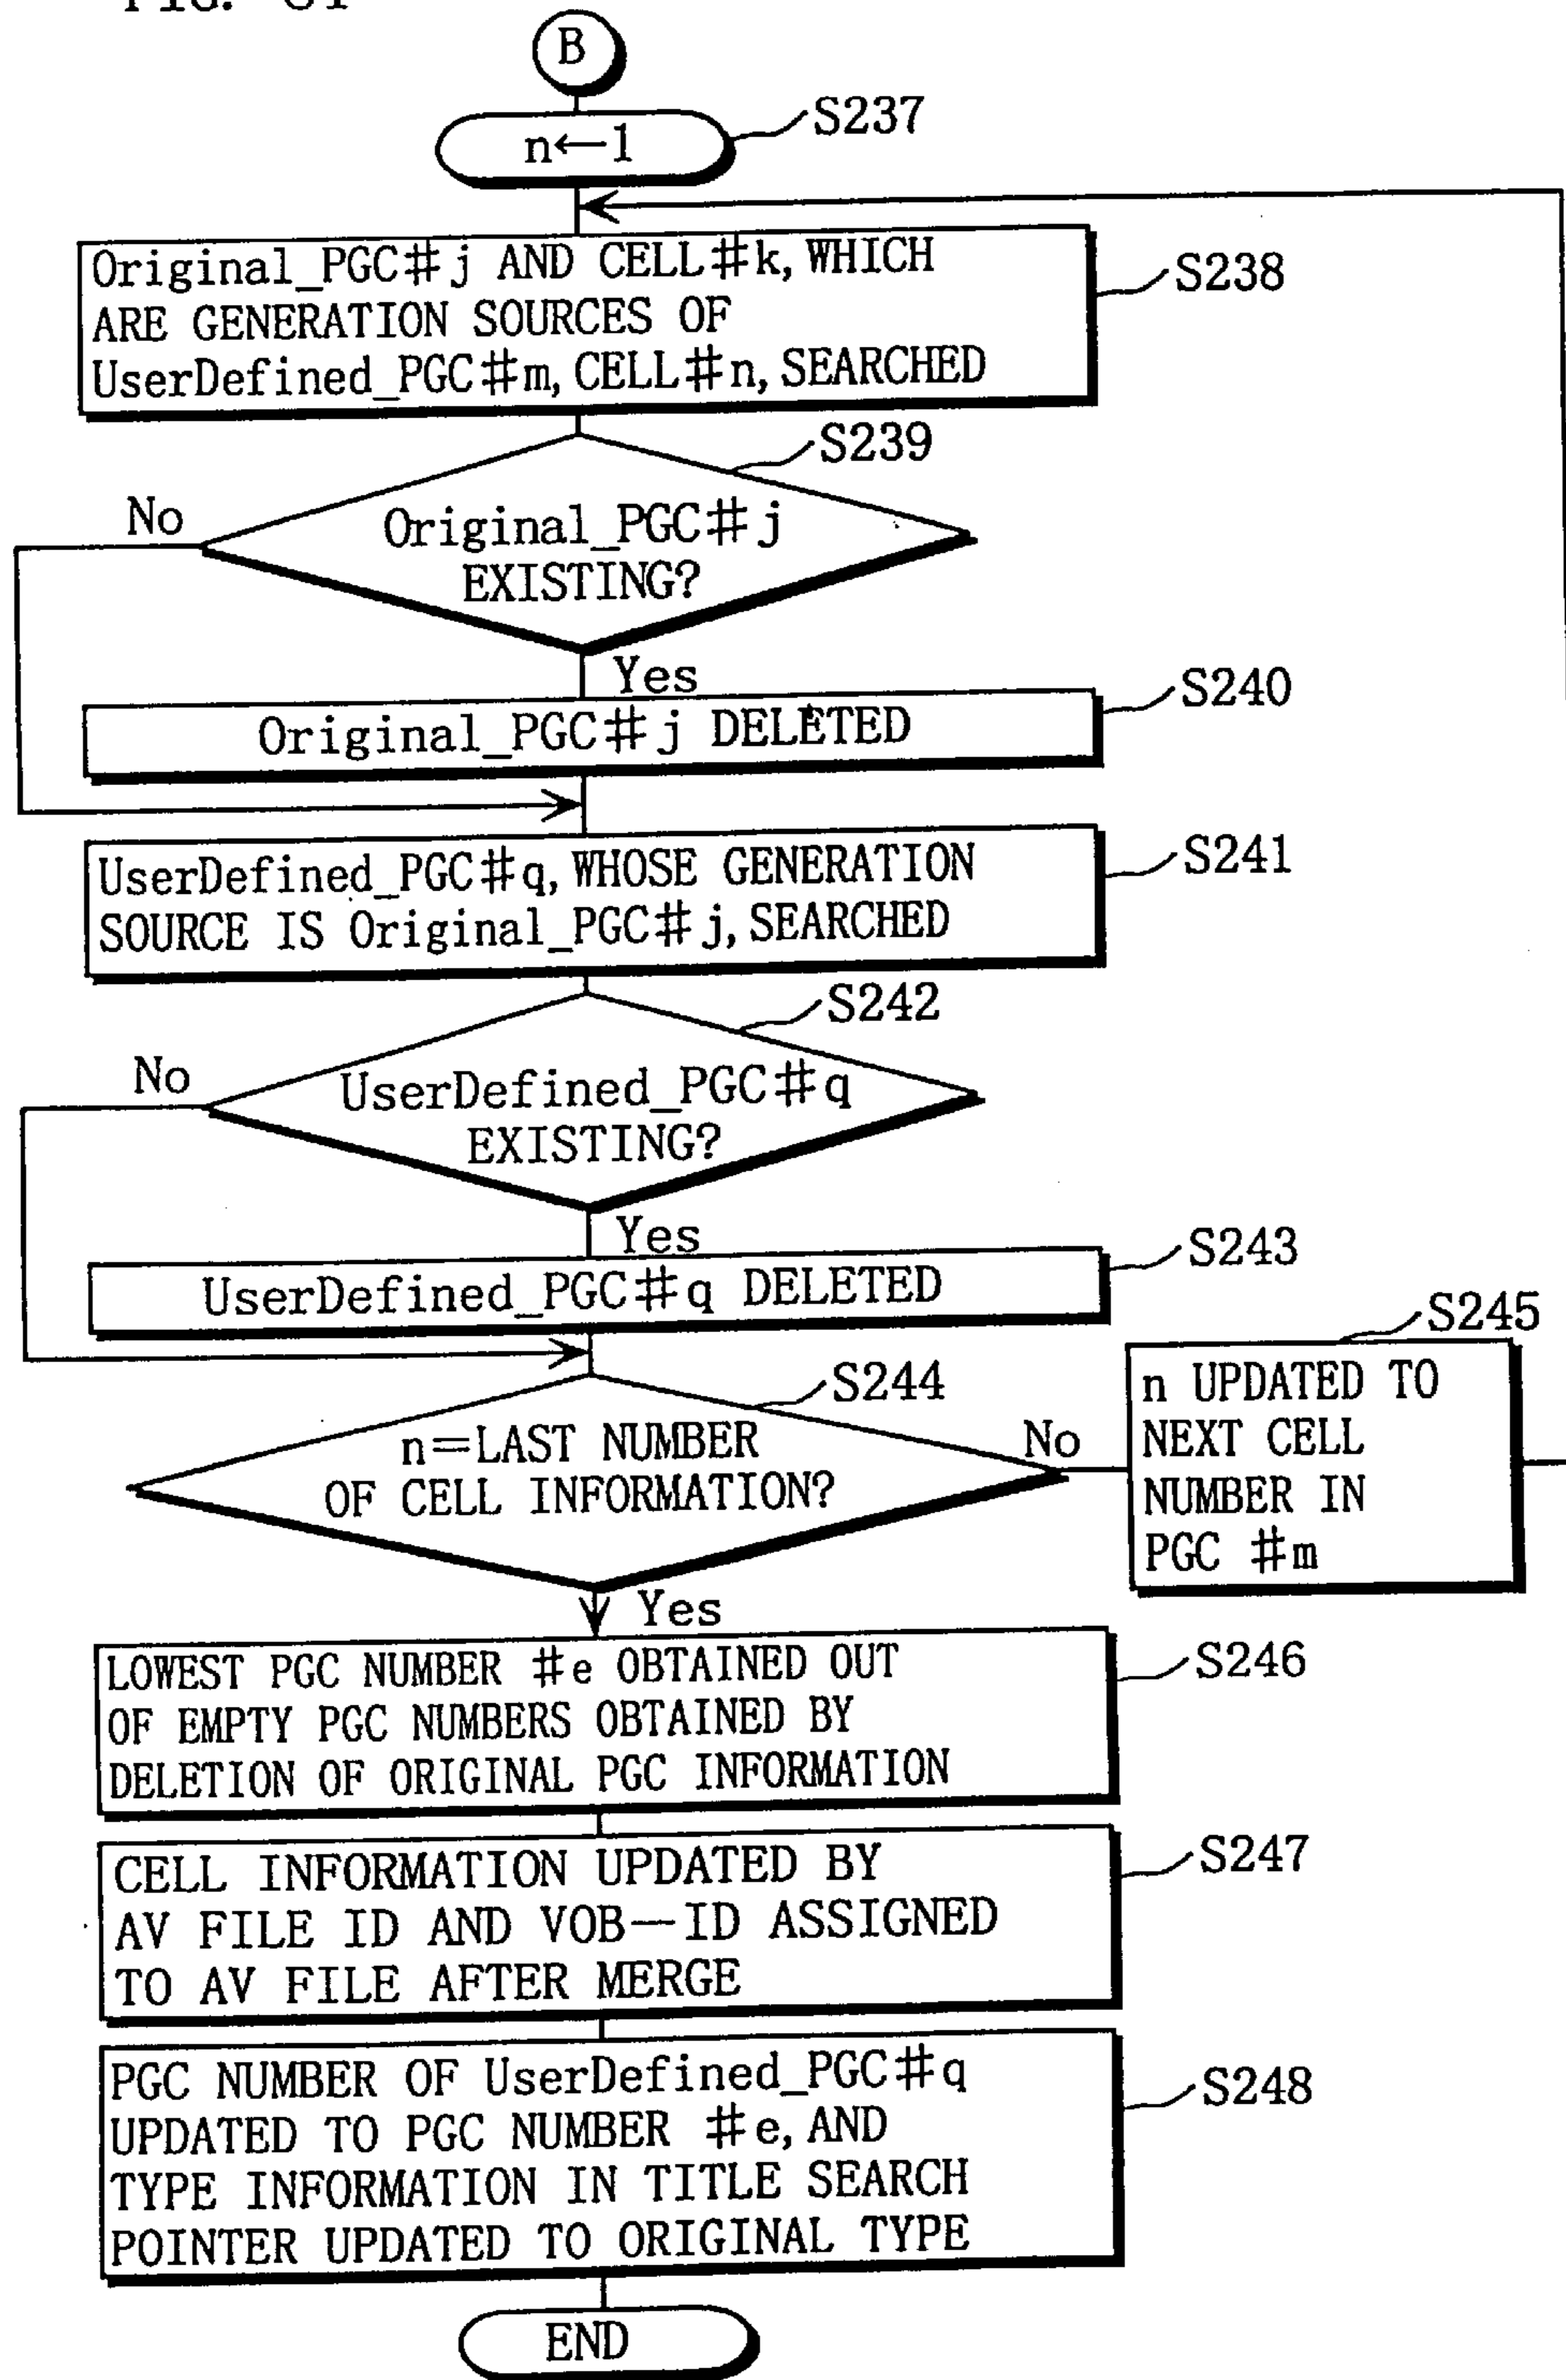 B
n←1
S237
Original_PGC#j AND CELL#k, WHICH
ARE GENERATION SOURCES OF
UserDefined_PGC#m, CELL#n, SEARCHED
S238
S239
No
Original_PGC#j
EXISTING?
Yes
S240
Original_PGC#j DELETED
S241
UserDefined_PGC#q, WHOSE GENERATION
SOURCE IS Original_PGC#j, SEARCHED
S242
No
UserDefined_PGC#q
EXISTING?
Yes
S243
UserDefined_PGC#q DELETED
S244
n=LAST NUMBER
OF CELL INFORMATION?
No
S245
n UPDATED TO
NEXT CELL
NUMBER IN
PGC #m
Yes
LOWEST PGC NUMBER #e OBTAINED OUT
OF EMPTY PGC NUMBERS OBTAINED BY
DELETION OF ORIGINAL PGC INFORMATION
S246
CELL INFORMATION UPDATED BY
AV FILE ID AND VOB-ID ASSIGNED
TO AV FILE AFTER MERGE
S247
PGC NUMBER OF UserDefined_PGC#q
UPDATED TO PGC NUMBER #e, AND
TYPE INFORMATION IN TITLE SEARCH
POINTER UPDATED TO ORIGINAL TYPE
S248
END